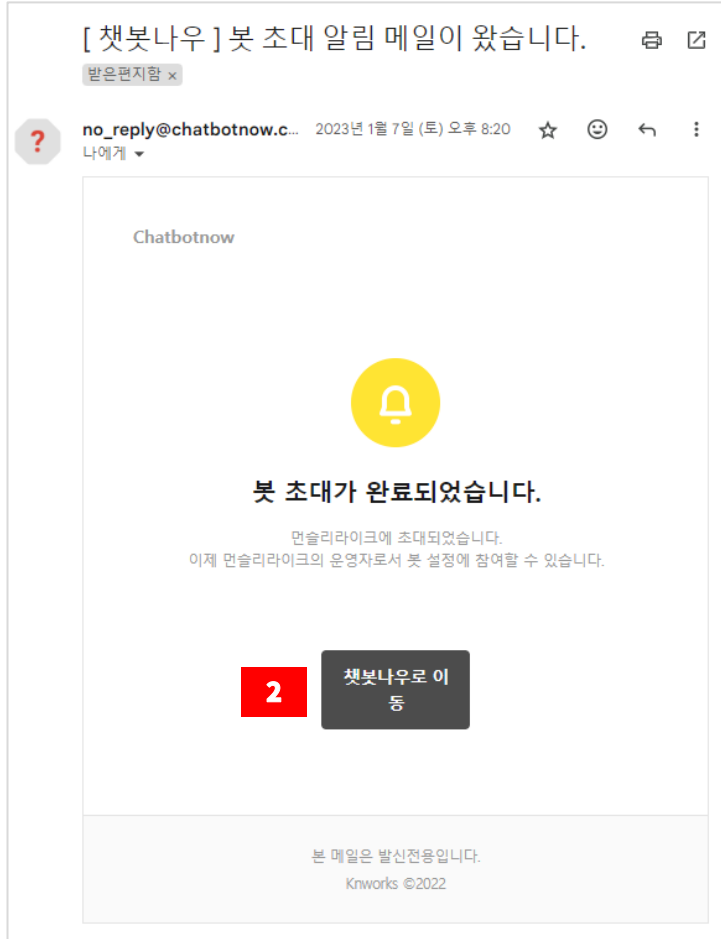 [ 챗봇나우 ] 봇 초대 알림 메일이 왔습니다.
받은편지함 ×
?
no_reply@chatbotnow.c... 2023년 1월 7일 (토) 오후 8:20
나에게
Chatbotnow
봇 초대가 완료되었습니다.
먼슬리라이크에 초대되었습니다.
이제 먼슬리라이크의 운영자로서 봇 설정에 참여할 수 있습니다.
2
챗봇나우로 이
동
본 메일은 발신전용입니다.
Knworks ©2022